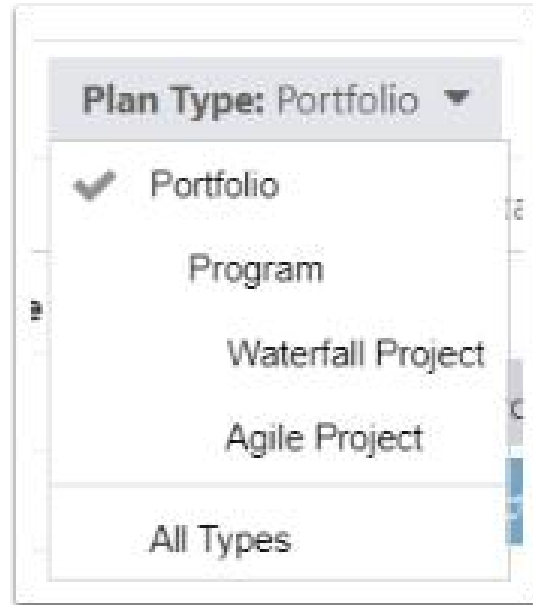 Plan Type: Portfolio
Portfolio
Program
Waterfall Project
Agile Project
All Types